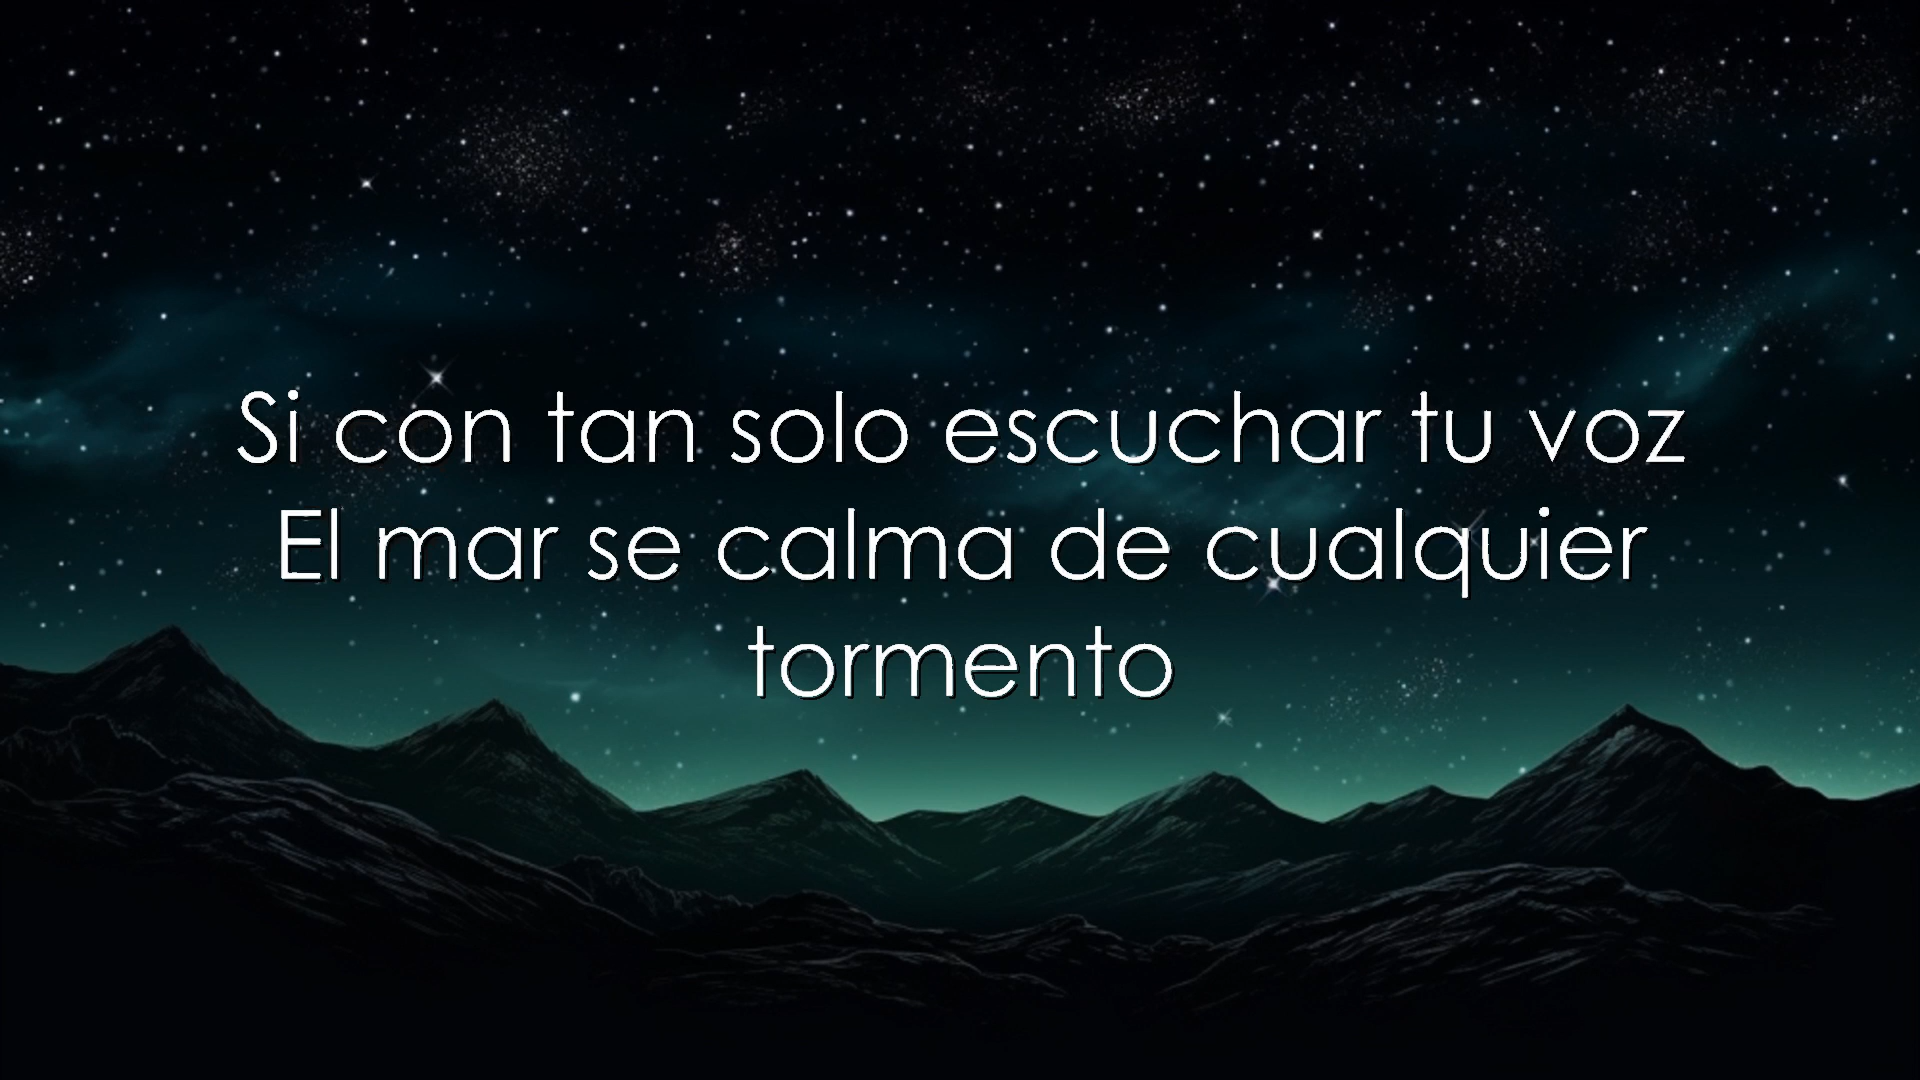 Si con tan solo escuchar tu voz
El mar se calma de cualquier
tormento